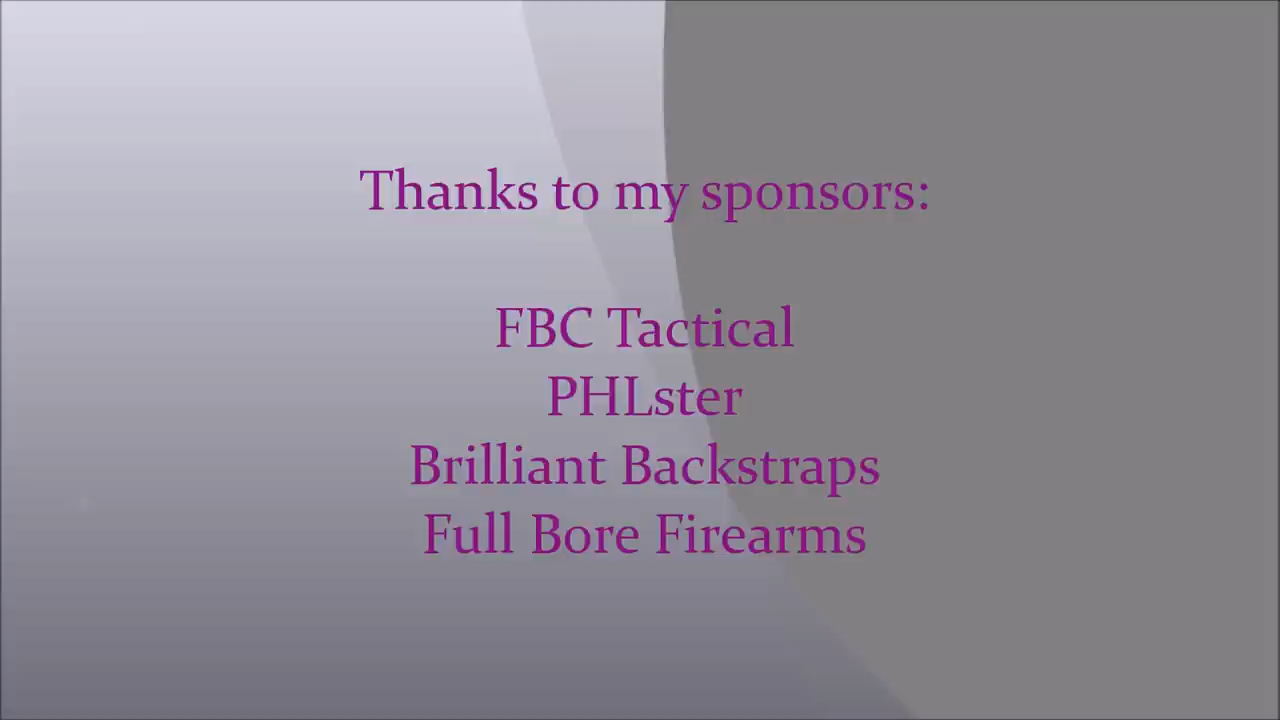 Thanks to my sponsors:
FBC Tactical
PHLster
Brilliant Backstraps
Full Bore Firearms